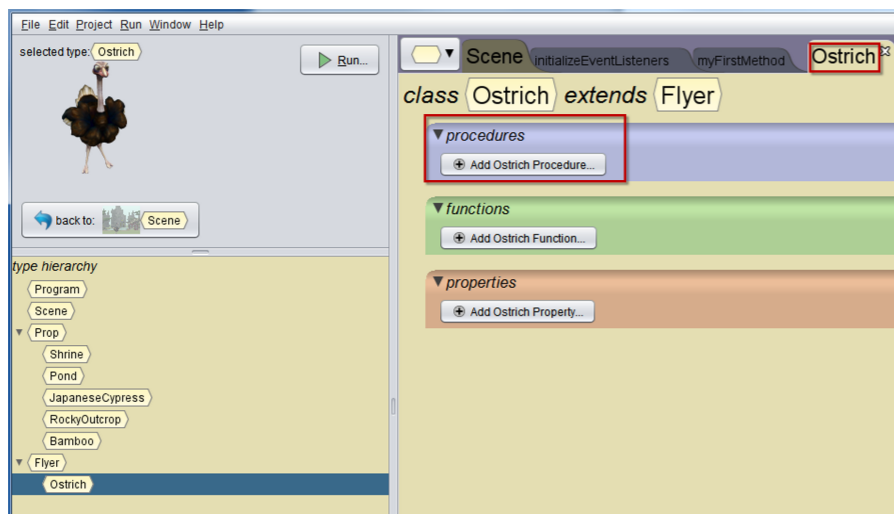 File Edit Project Run Window Help
selected type: Ostrich
Run...
back to: Scene
type hierarchy
Program
Scene
Prop
Shrine
Pond
JapaneseCypress
RockyOutcrop
Bamboo
Flyer
Ostrich
Scene initializeEventListeners myFirstMethod Ostrich
class Ostrich extends Flyer
procedures
Add Ostrich Procedure...
functions
Add Ostrich Function...
properties
Add Ostrich Property...